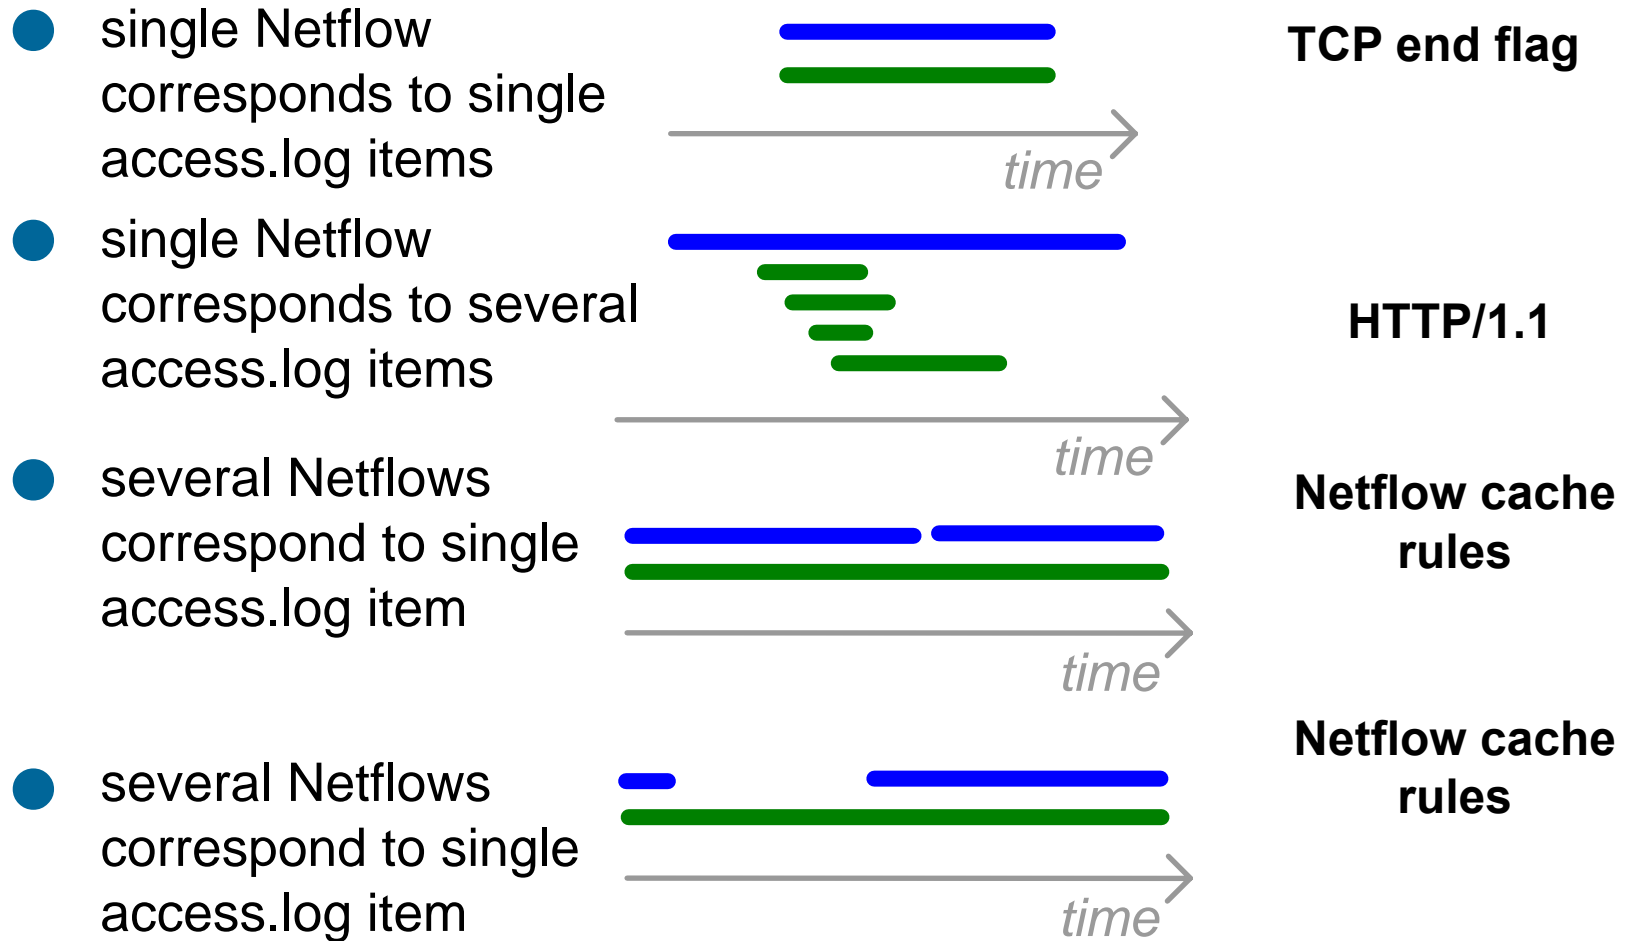 single Netflow
corresponds to single
access.log items
TCP end flag
time
single Netflow
corresponds to several
access.log items
HTTP/1.1
time
several Netflows
correspond to single
access.log item
Netflow cache
rules
time
several Netflows
correspond to single
access.log item
Netflow cache
rules
time